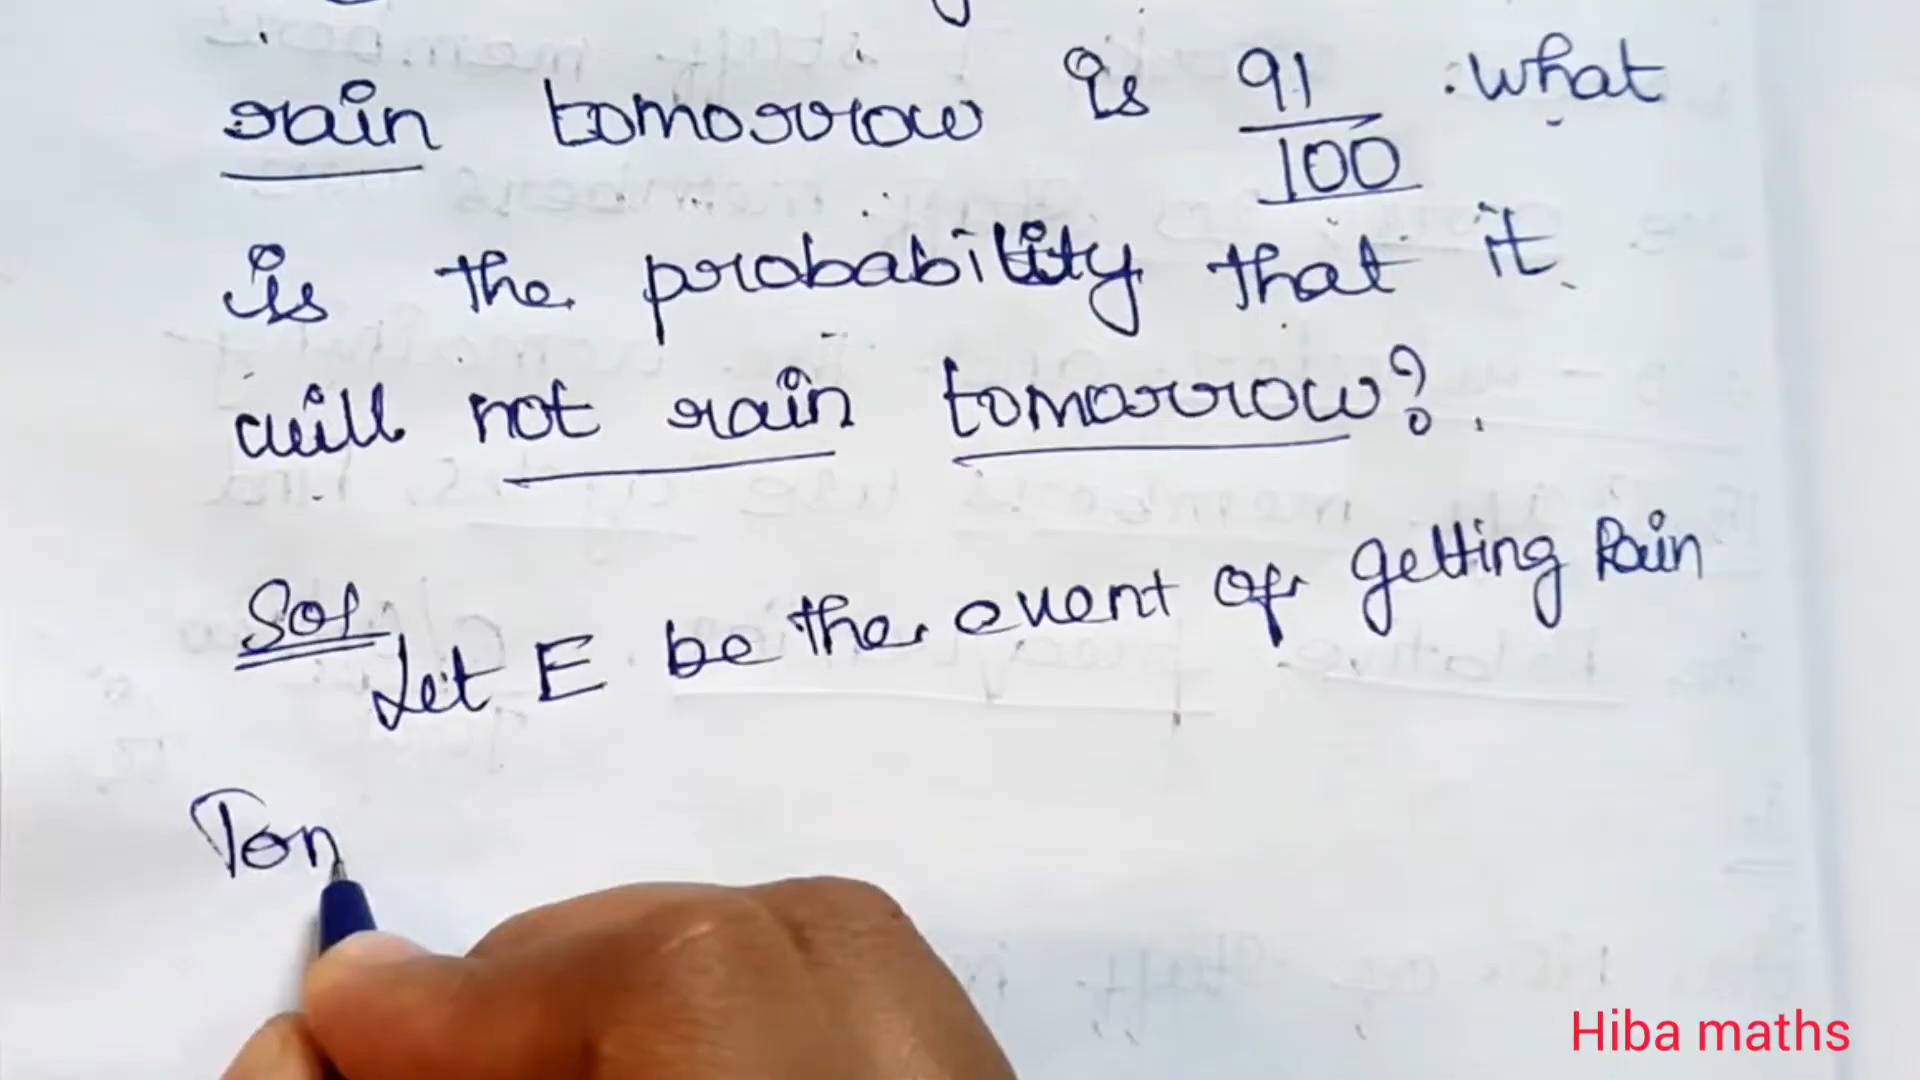 rain tomorrow is 91/100 . what
is the probability that it
will not rain tomorrow?
Sol
Let E be the event of getting Rain
Tom
Hiba maths